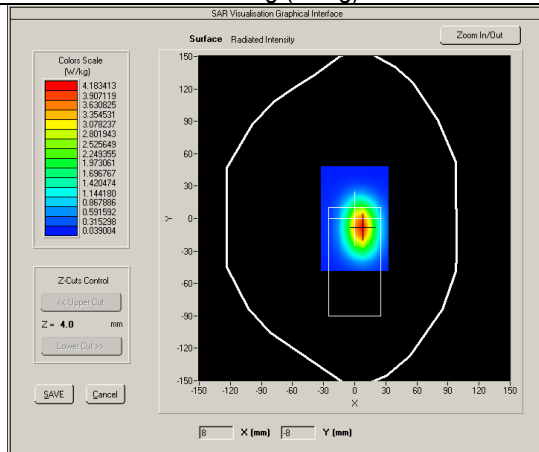 SAR Visualisation Graphical Interface
Surface Radiated Intensity
Zoom In/Out
Colors Scale
(W/kg)
4.183413
3.907119
3.630825
3.354531
3.078237
2.801943
2.525649
2.249355
1.973061
1.696767
1.420474
1.144180
0.867886
0.591592
0.315298
0.039004
150-
120-
90-
60-
30-
0-
-30-
-60-
-90-
-120-
-150-
Y
-150 -120 -90 -60 -30 0 30 60 90 120 150
X
Z-Cuts Control
<< Upper Cut
Z = 4.0 mm
Lower Cut >>
SAVE Cancel
8 X (mm) -8 Y (mm)